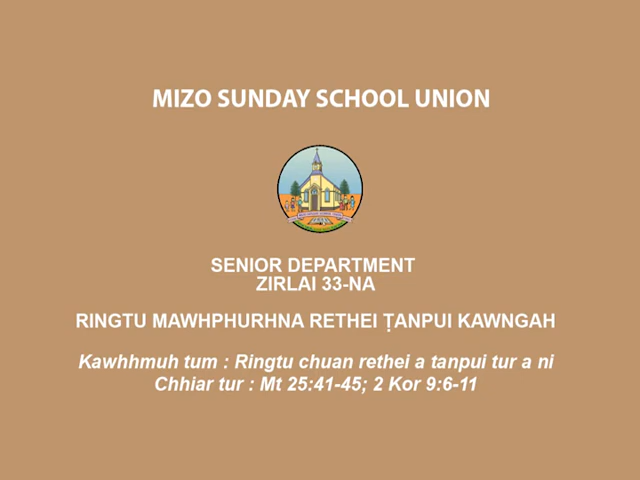 MIZO SUNDAY SCHOOL UNION
SENIOR DEPARTMENT
ZIRLAI 33-NA
RINGTU MAWHPHURHNA RETHEI ṬANPUI KAWNGAH
Kawhhmuh tum : Ringtu chuan rethei a tanpui tur a ni
Chhiar tur : Mt 25:41-45; 2 Kor 9:6-11